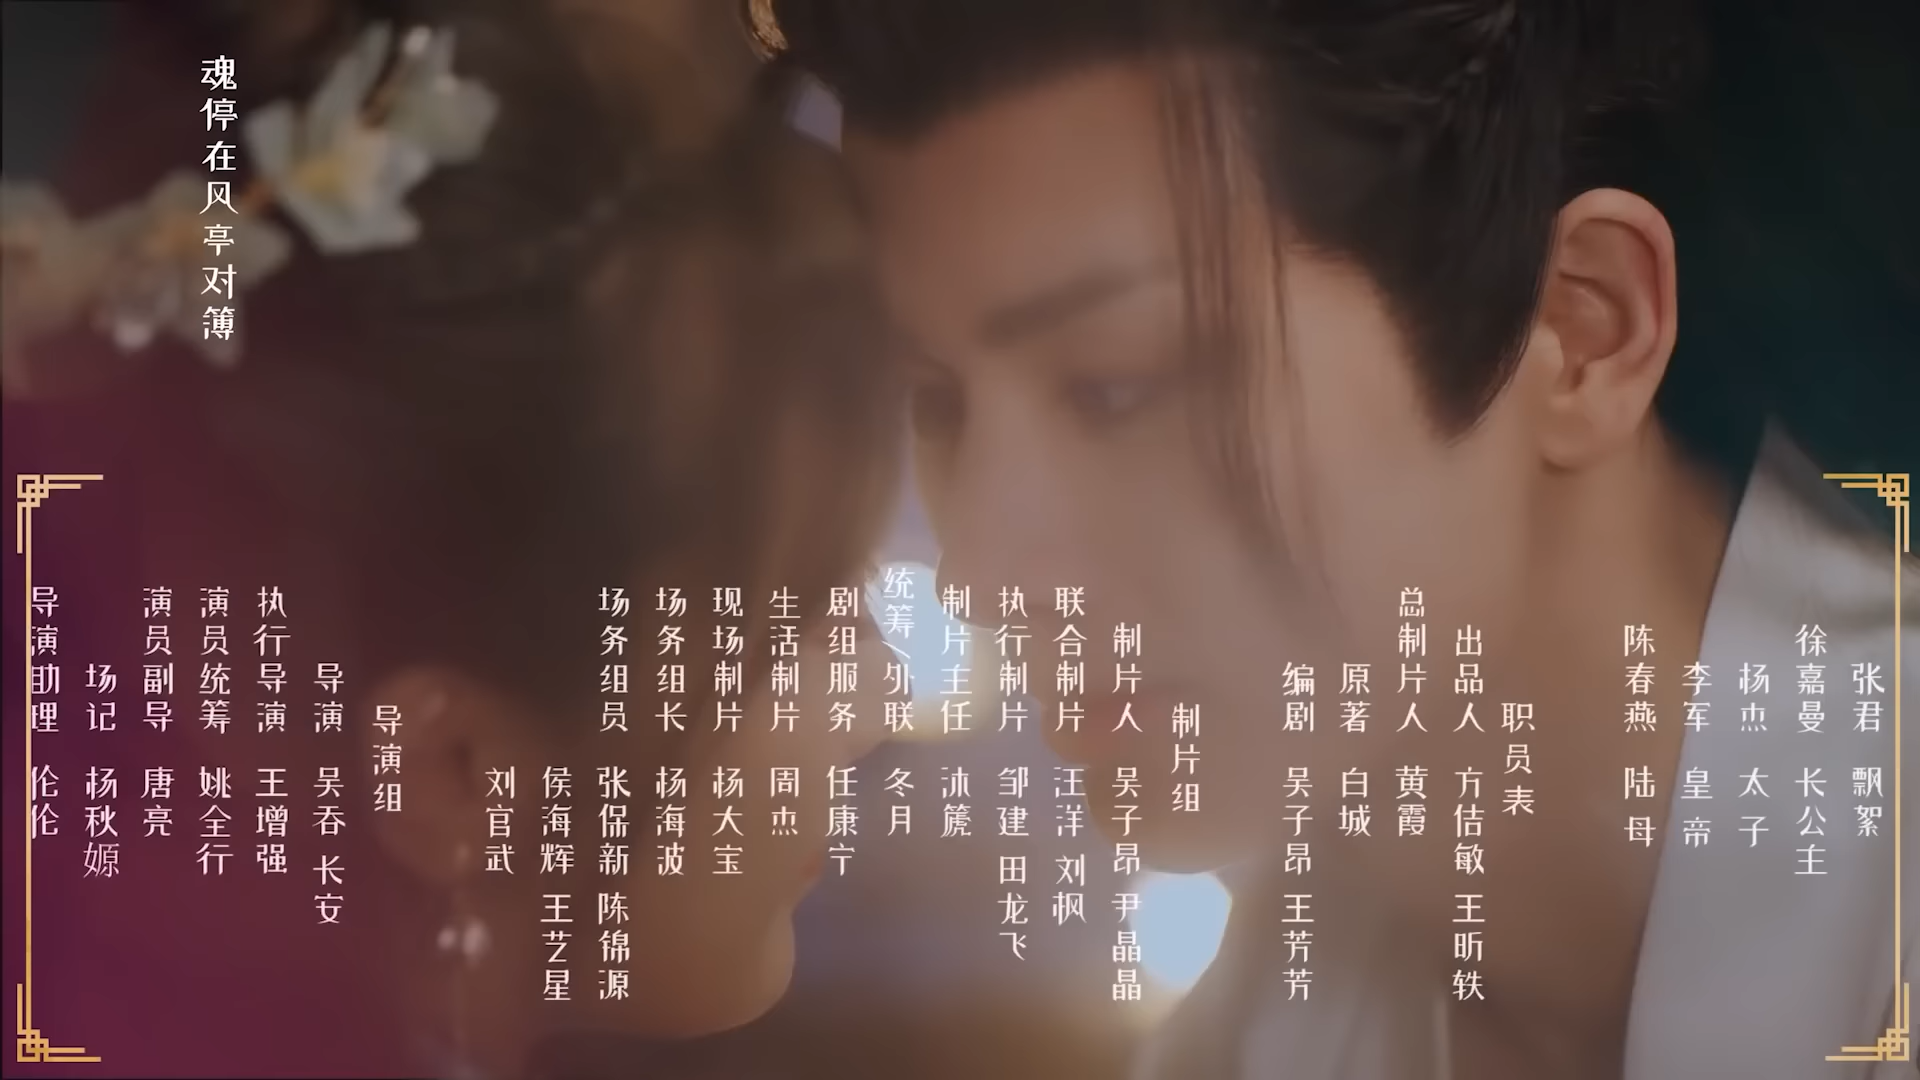 魂停在风亭对簿
张君 飘絮
徐嘉曼 长公主
杨杰 太子
李军 皇帝
陈春燕 陆母
职员表
出品人 方佶敏 王昕轶
总制片人 黄霞
原著 白城
编剧 吴子昂 王芳芳
制片组
制片人 吴子昂 尹晶晶
联合制片 汪洋 刘枫
执行制片 邹建 田龙飞
制片主任 沐篪
统筹/外联 冬月
剧组服务 任康宁
生活制片 周杰
现场制片 杨大宝
场务组长 杨海波
场务组员 张保新 陈锦源
侯海辉 王艺星
刘官武
导演组
导演 吴吞 长安
执行导演 王增强
演员统筹 姚全行
演员副导 唐亮
场记 杨秋嫄
导演助理 伦伦